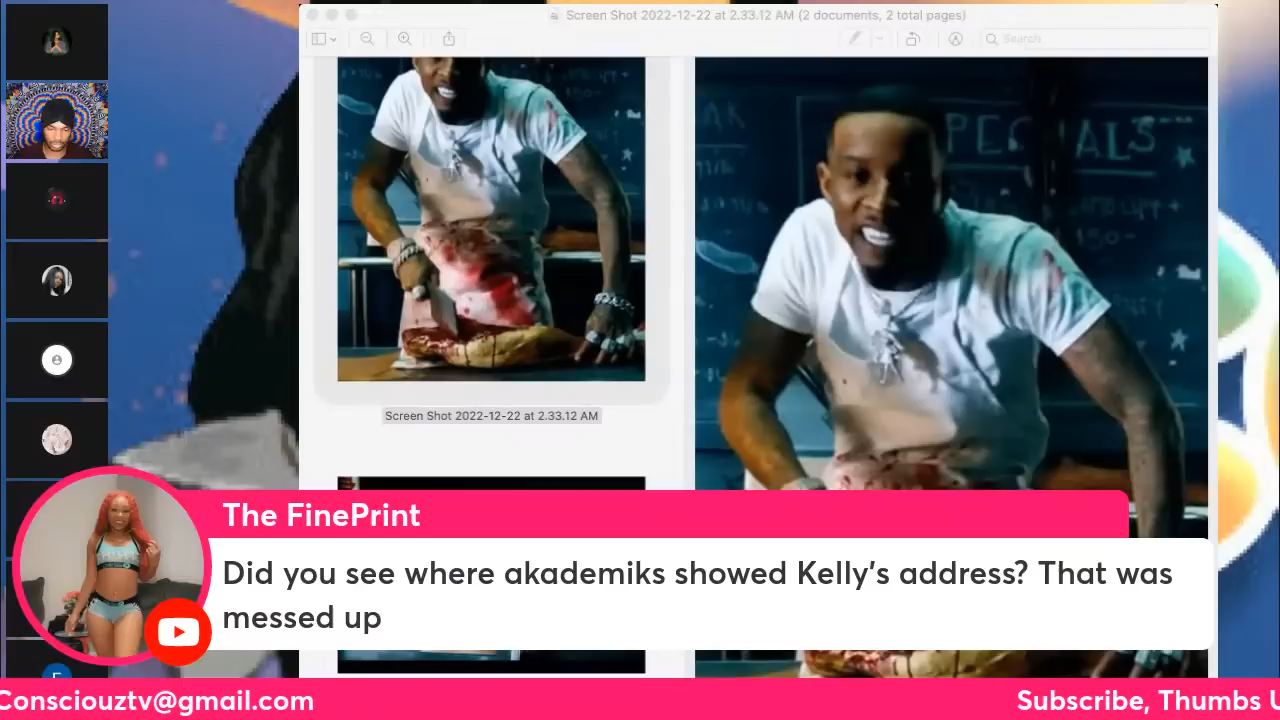 Screen Shot 2022-12-22 at 2.33.12 AM (2 documents, 2 total pages)
Search
SPECIALS
Screen Shot 2022-12-22 at 2.33.12 AM
The FinePrint
Did you see where akademiks showed Kelly's address? That was
messed up
Consciouztv@gmail.com
Subscribe, Thumbs U